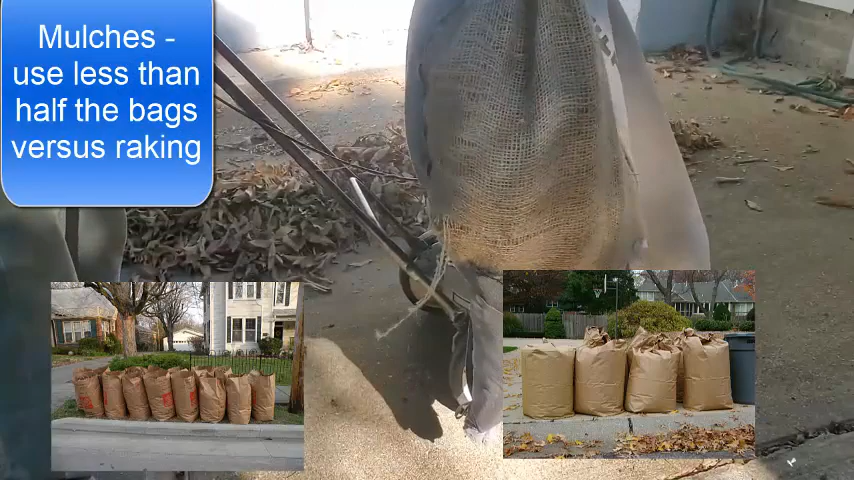 Mulches -
use less than
half the bags
versus raking